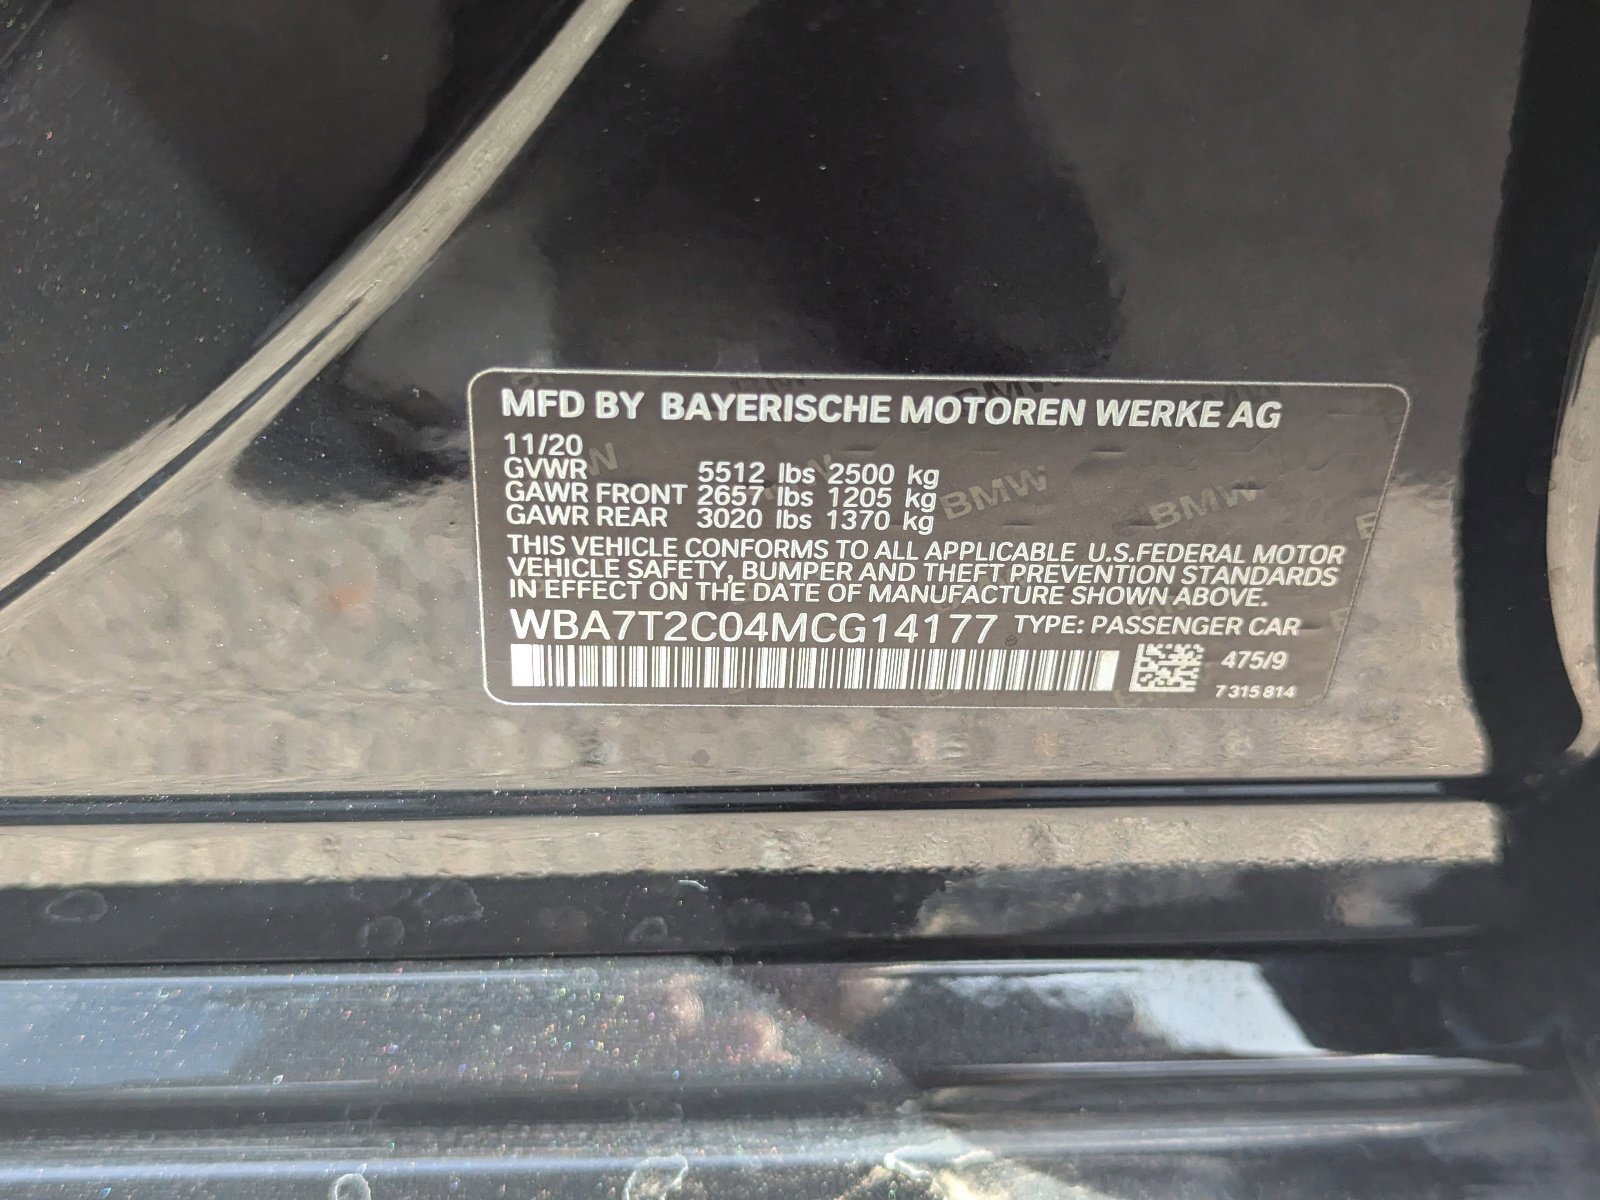 MFD BY BAYERISCHE MOTOREN WERKE AG
11/20
GVWR 5512 lbs 2500 kg
GAWR FRONT 2657 lbs 1205 kg
GAWR REAR 3020 lbs 1370 kg
THIS VEHICLE CONFORMS TO ALL APPLICABLE U.S.FEDERAL MOTOR
VEHICLE SAFETY, BUMPER AND THEFT PREVENTION STANDARDS
IN EFFECT ON THE DATE OF MANUFACTURE SHOWN ABOVE.
WBA7T2C04MCG14177 TYPE: PASSENGER CAR
475/9
7 315 814